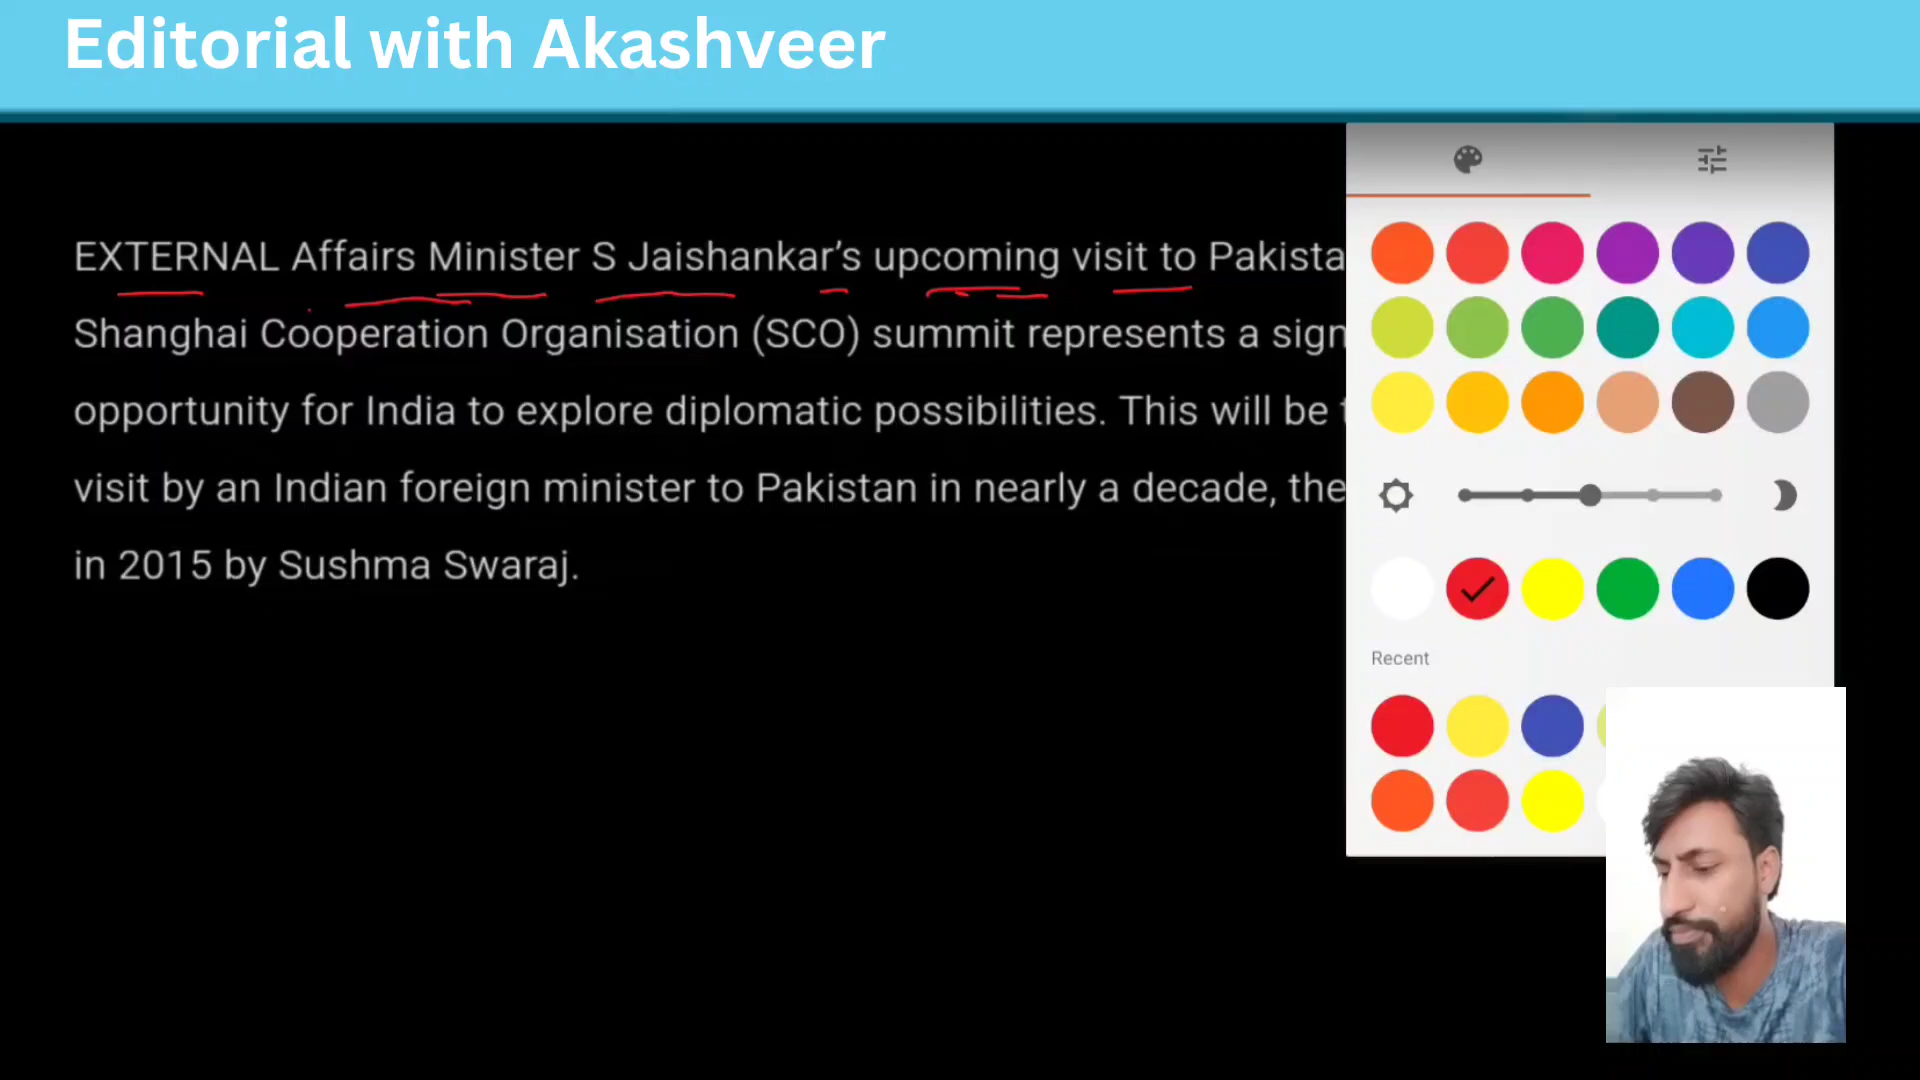 Editorial with Akashveer
EXTERNAL Affairs Minister S Jaishankar’s upcoming visit to Pakista
Shanghai Cooperation Organisation (SCO) summit represents a sign
opportunity for India to explore diplomatic possibilities. This will be
visit by an Indian foreign minister to Pakistan in nearly a decade, the
in 2015 by Sushma Swaraj.
Recent